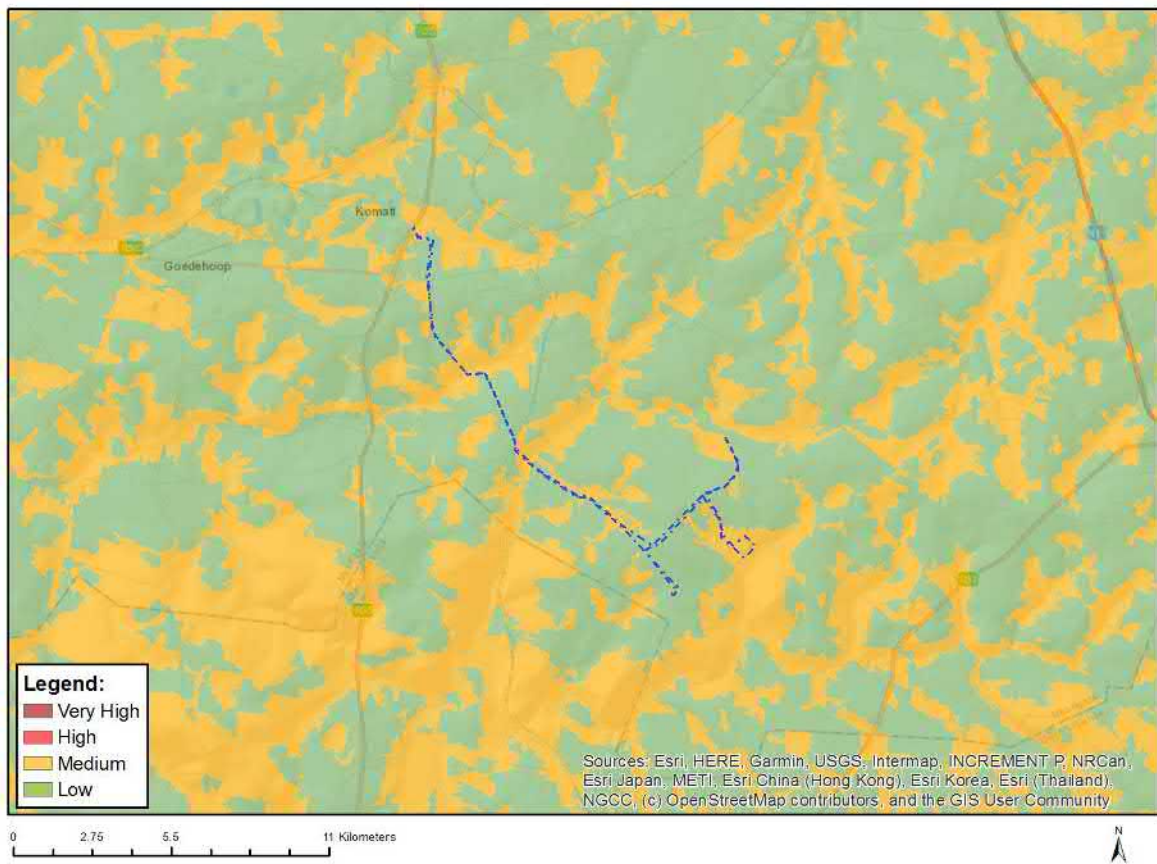 Komati
Goedehoop
Legend:
Very High
High
Medium
Low
Sources: Esri, HERE, Garmin, USGS, Intermap, INCREMENT P, NRCan,
Esri Japan, METI, Esri China (Hong Kong), Esri Korea, Esri (Thailand),
NGCC, (c) OpenStreetMap contributors, and the GIS User Community
0 2.75 5.5 11 Kilometers
N